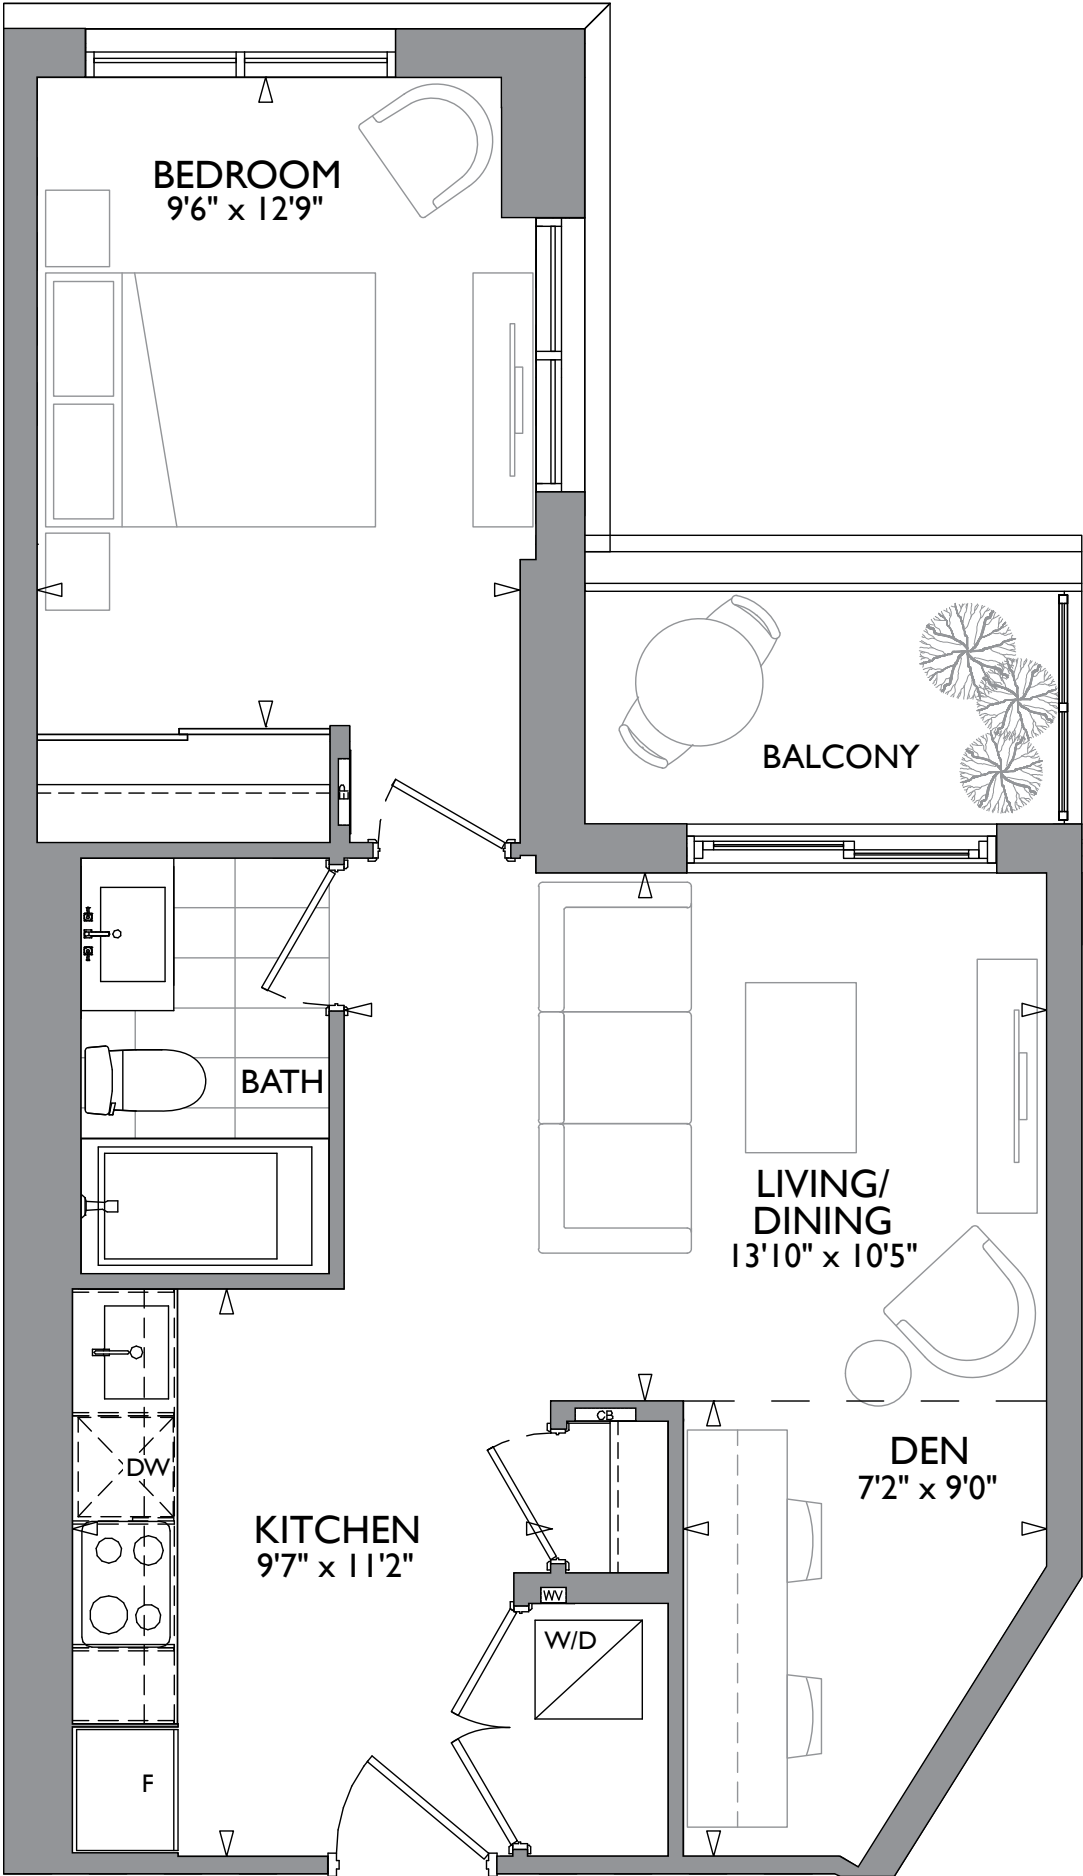 BEDROOM
9'6" x 12'9"
BALCONY
EP
BATH
LIVING/
DINING
13'10" x 10'5"
CB
DEN
7'2" x 9'0"
DW
KITCHEN
9'7" x 11'2"
WV
W/D
F